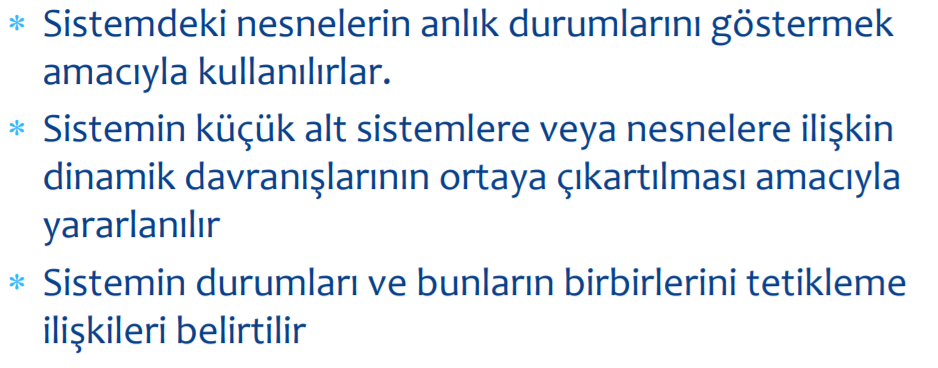 * Sistemdeki nesnelerin anlık durumlarını göstermek
amacıyla kullanılırlar.
* Sistemin küçük alt sistemlere veya nesnelere ilişkin
dinamik davranışlarının ortaya çıkartılması amacıyla
yararlanılır
* Sistemin durumları ve bunların birbirlerini tetikleme
ilişkileri belirtilir